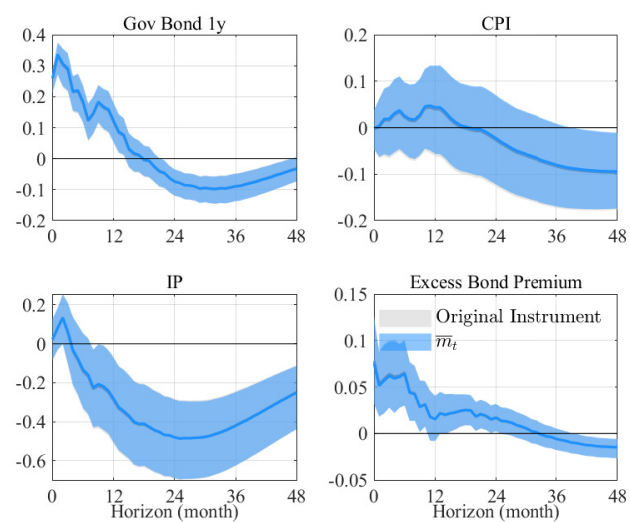 Gov Bond 1y
0.4
0.3
0.2
0.1
0
-0.1
-0.2
0 12 24 36 48
CPI
0.2
0.1
0
-0.1
-0.2
0 12 24 36 48
IP
0.2
0
-0.2
-0.4
-0.6
0 12 24 36 48
Horizon (month)
Excess Bond Premium
0.15
0.1
0.05
0
-0.05
0 12 24 36 48
Horizon (month)
Original Instrument
m̅_t